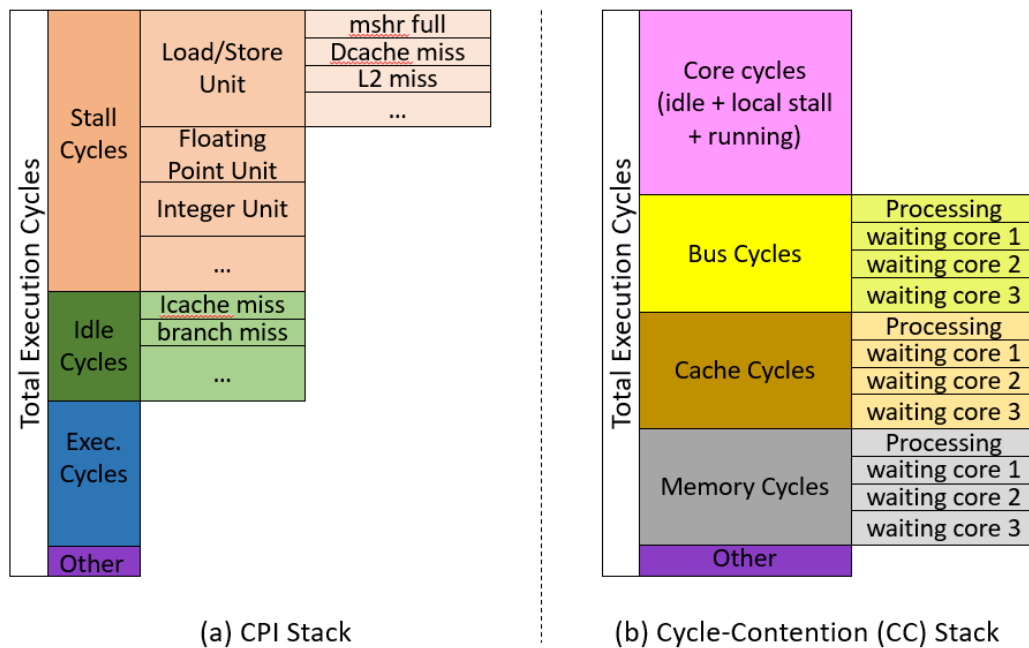 Total Execution Cycles
Stall
Cycles
Load/Store
Unit
mshr full
Dcache miss
L2 miss
...
Floating
Point Unit
Integer Unit
...
Idle
Cycles
Icache miss
branch miss
...
Exec.
Cycles
Other
(a) CPI Stack
Total Execution Cycles
Core cycles
(idle + local stall
+ running)
Bus Cycles
Processing
waiting core 1
waiting core 2
waiting core 3
Cache Cycles
Processing
waiting core 1
waiting core 2
waiting core 3
Memory Cycles
Processing
waiting core 1
waiting core 2
waiting core 3
Other
(b) Cycle-Contention (CC) Stack